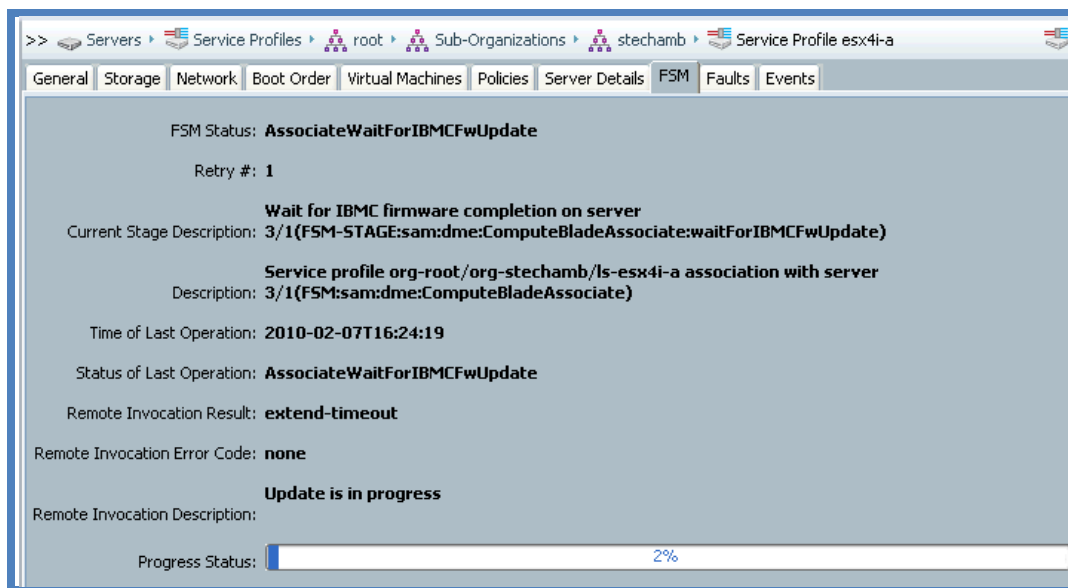 >> Servers Service Profiles root Sub-Organizations stechamb Service Profile esx4i-a
General Storage Network Boot Order Virtual Machines Policies Server Details FSM Faults Events
FSM Status: AssociateWaitForIBMCFwUpdate
Retry #: 1
Wait for IBMC firmware completion on server
Current Stage Description: 3/1(FSM-STAGE:sam:dme:ComputeBladeAssociate:waitForIBMCFwUpdate)
Service profile org-root/org-stechamb/ls-esx4i-a association with server
Description: 3/1(FSM:sam:dme:ComputeBladeAssociate)
Time of Last Operation: 2010-02-07T16:24:19
Status of Last Operation: AssociateWaitForIBMCFwUpdate
Remote Invocation Result: extend-timeout
Remote Invocation Error Code: none
Update is in progress
Remote Invocation Description:
Progress Status: 2%